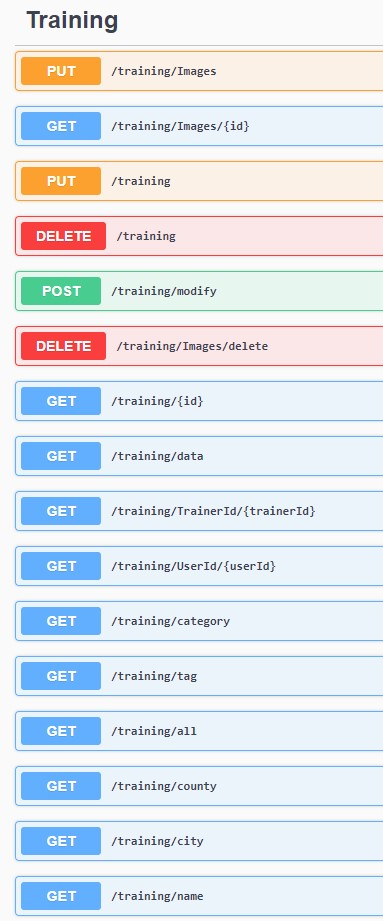 Training
PUT /training/Images
GET /training/Images/{id}
PUT /training
DELETE /training
POST /training/modify
DELETE /training/Images/delete
GET /training/{id}
GET /training/data
GET /training/TrainerId/{trainerId}
GET /training/UserId/{userId}
GET /training/category
GET /training/tag
GET /training/all
GET /training/county
GET /training/city
GET /training/name